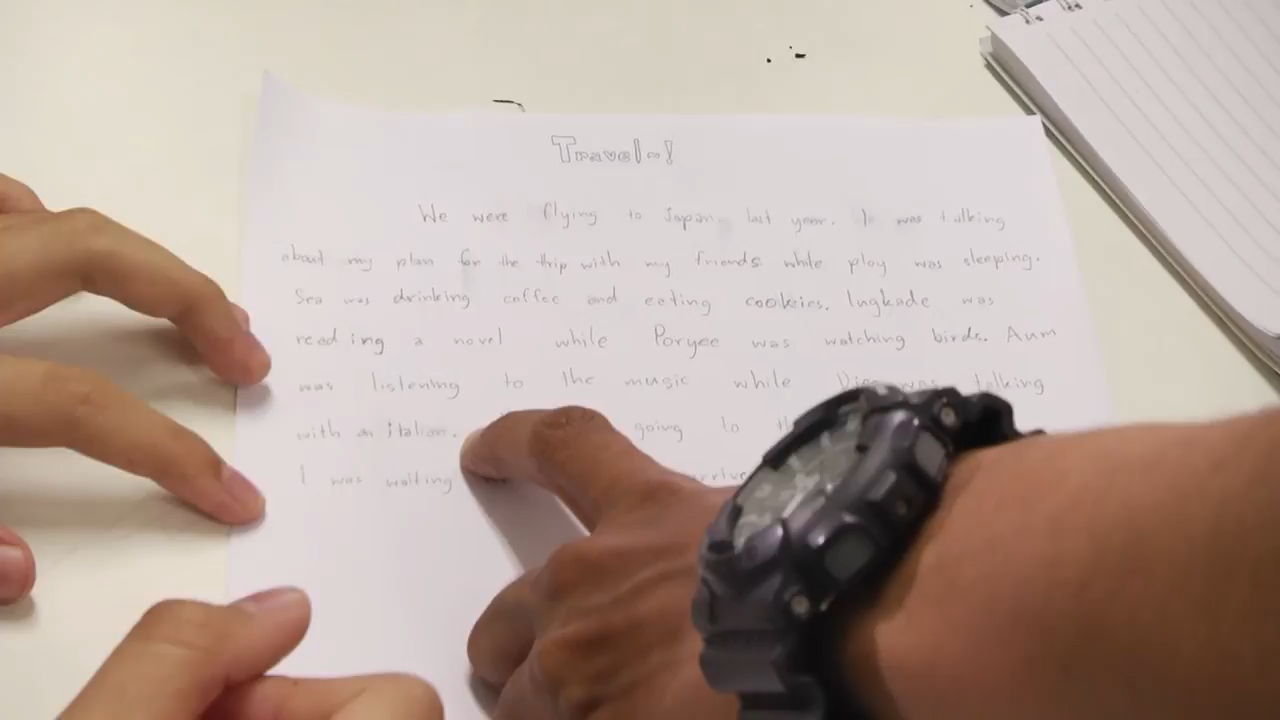 Travel~!
We were flying to Japan last year. I was talking
about my plan for the trip with my friends while ploy was sleeping.
Sea was drinking coffee and eating cookies. lugkade was
reading a novel while Poryee was watching birds. Aum
was listening to the music while was talking
with an italian. going to
I was waiting